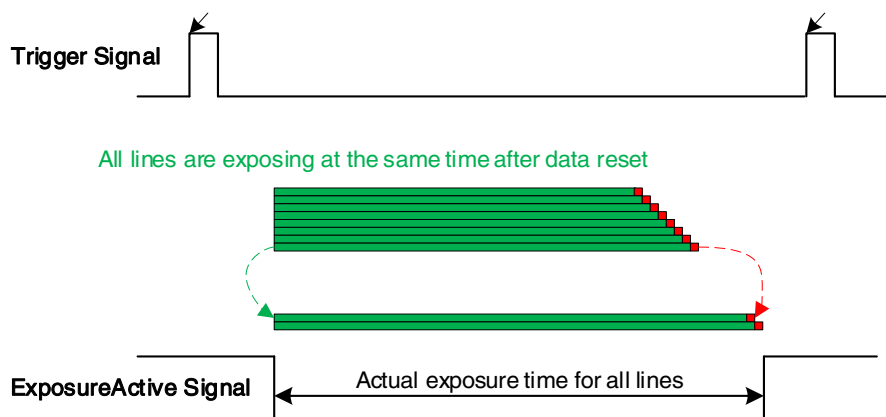 Trigger Signal
All lines are exposing at the same time after data reset
Actual exposure time for all lines
ExposureActive Signal